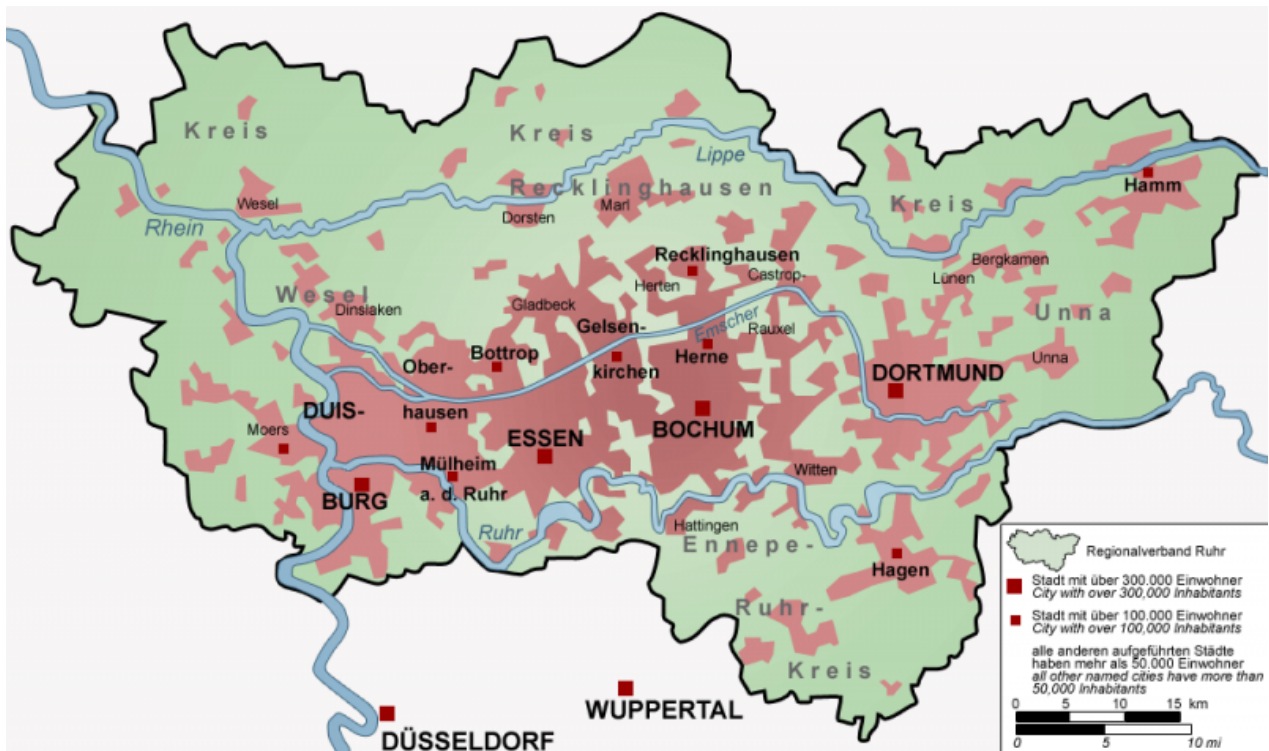 Kreis
Kreis
Lippe
Recklinghausen
Hamm
Wesel
Dorsten
Marl
Kreis
Rhein
Recklinghausen
Castrop-
Bergkamen
Lünen
Herten
Wesel
Dinslaken
Gladbeck
Gelsen-
Emscher
Rauxel
Unna
Bottrop
Herne
Unna
Ober-
kirchen
DORTMUND
DUIS-
hausen
Moers
ESSEN
BOCHUM
Mülheim
Witten
BURG
a. d. Ruhr
Ruhr
Hattingen
Ennepe-
Hagen
Ruhr-
Kreis
WUPPERTAL
DÜSSELDORF
Regionalverband Ruhr
Stadt mit über 300.000 Einwohner
City with over 300,000 Inhabitants
Stadt mit über 100.000 Einwohner
City with over 100,000 Inhabitants
alle anderen aufgeführten Städte
haben mehr als 50.000 Einwohner
all other named cities have more than
50,000 Inhabitants
0 5 10 15 km
0 5 10 mi